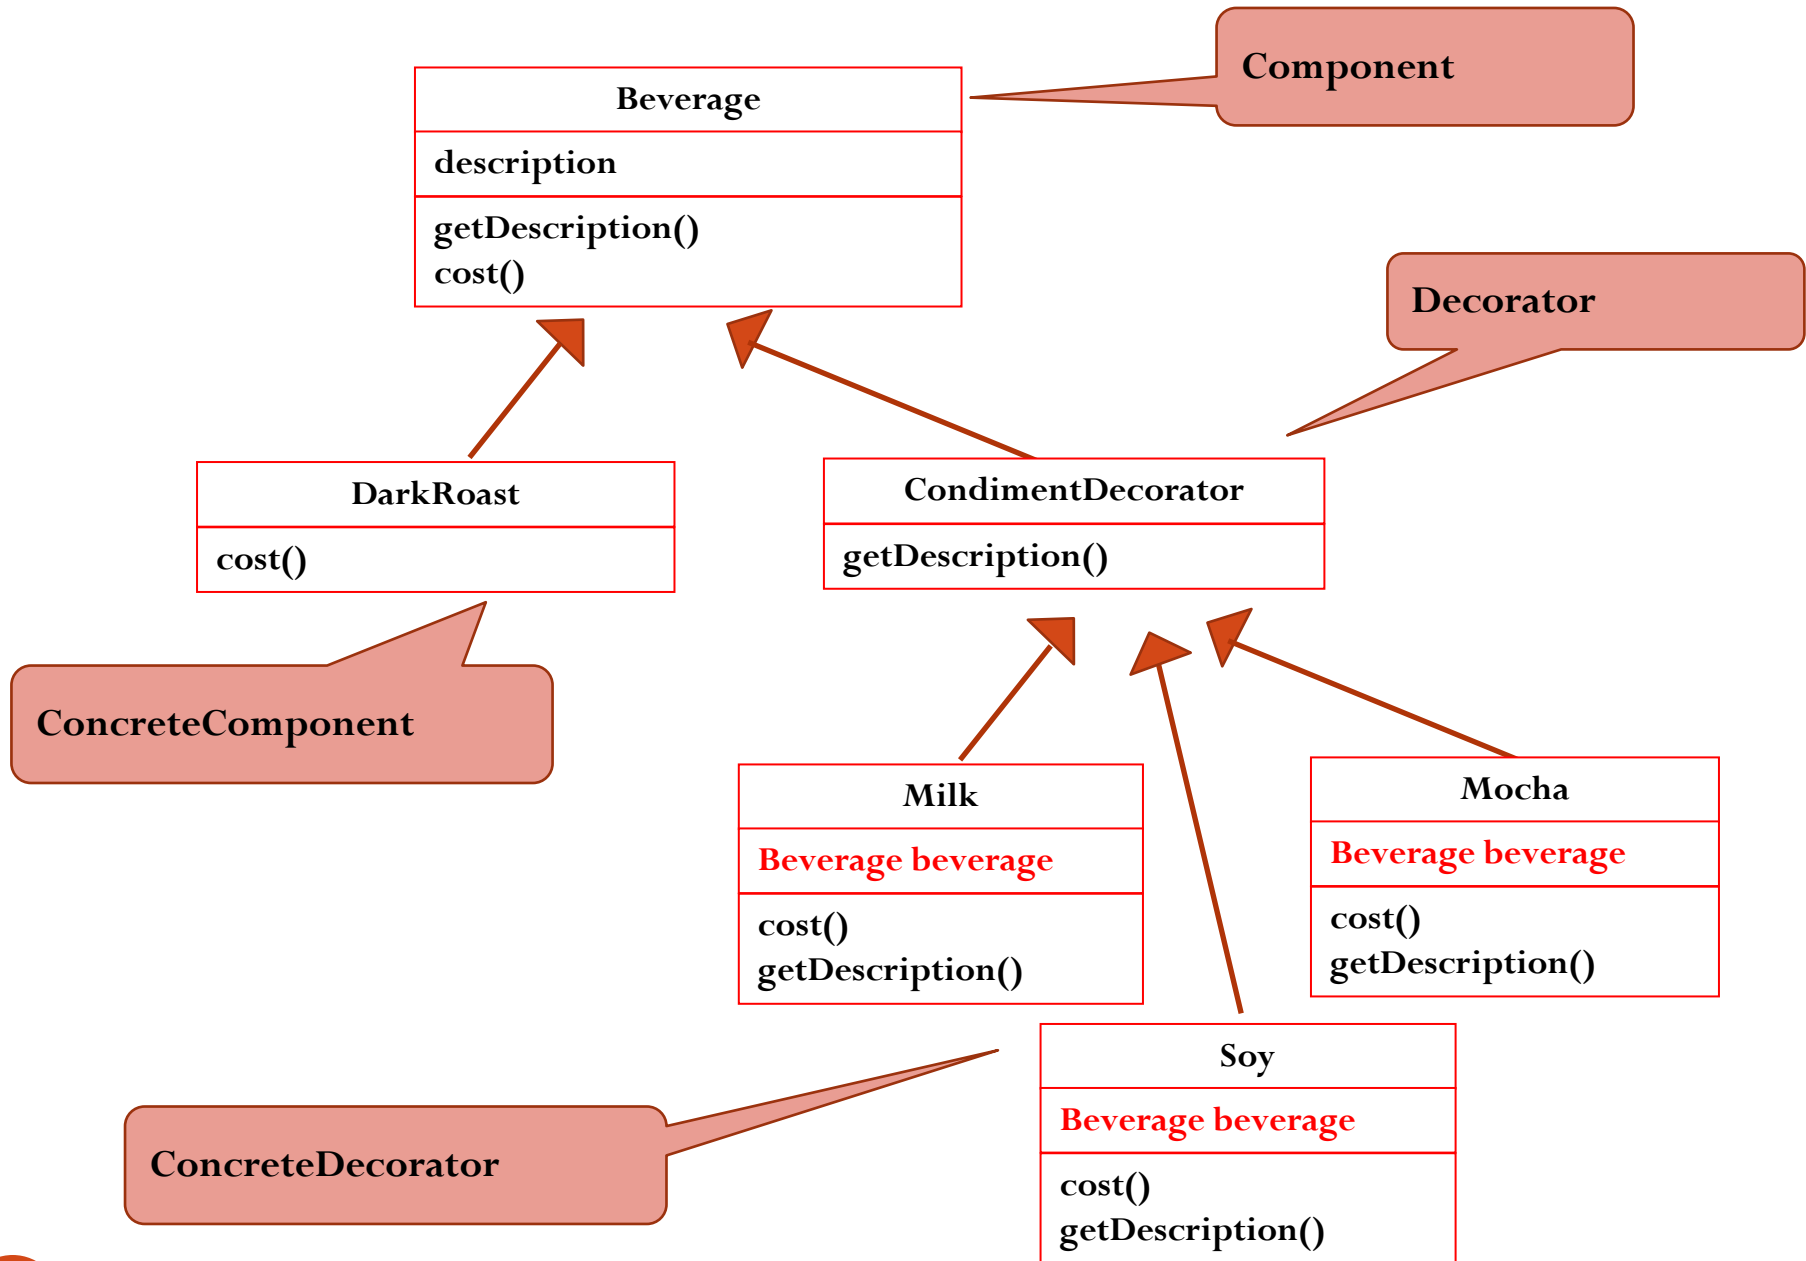 Component
Beverage
description
getDescription()
cost()
Decorator
DarkRoast
cost()
CondimentDecorator
getDescription()
ConcreteComponent
Milk
Beverage beverage
cost()
getDescription()
Mocha
Beverage beverage
cost()
getDescription()
Soy
Beverage beverage
cost()
getDescription()
ConcreteDecorator